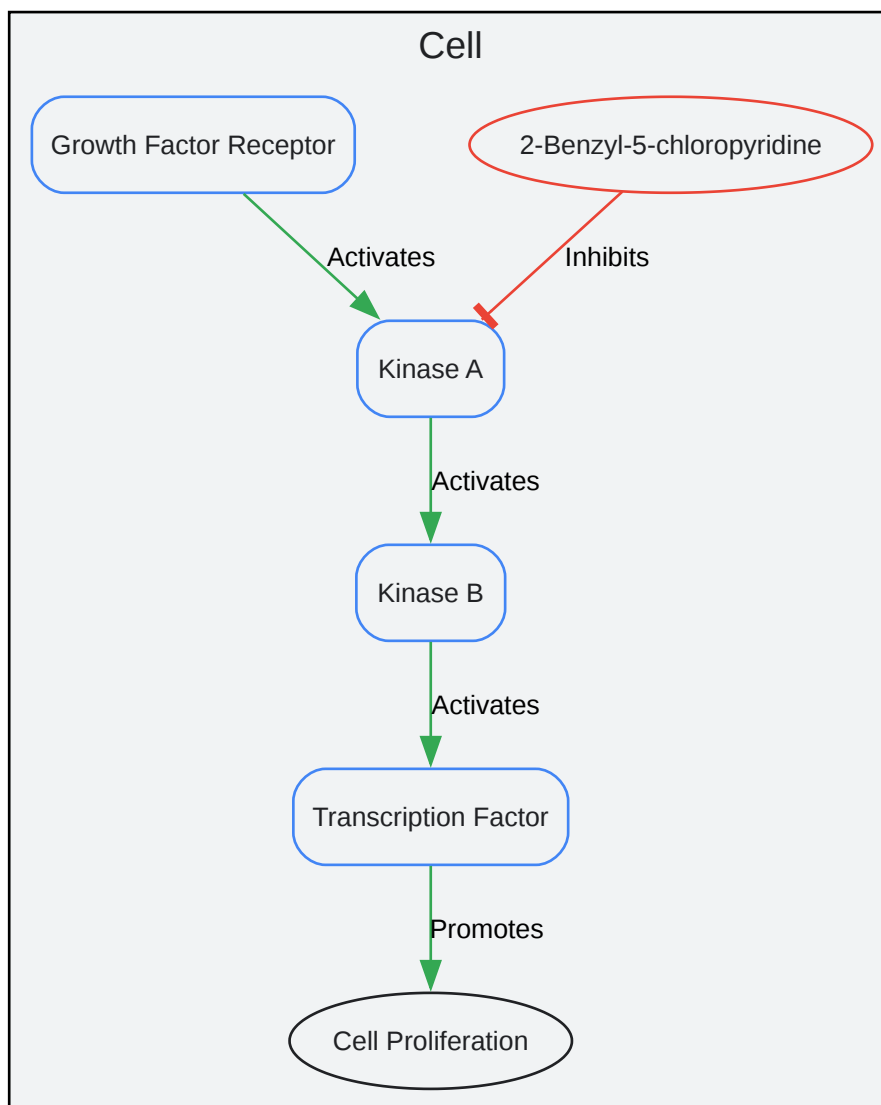 Cell
Growth Factor Receptor
2-Benzyl-5-chloropyridine
Activates
Inhibits
Kinase A
Activates
Kinase B
Activates
Transcription Factor
Promotes
Cell Proliferation